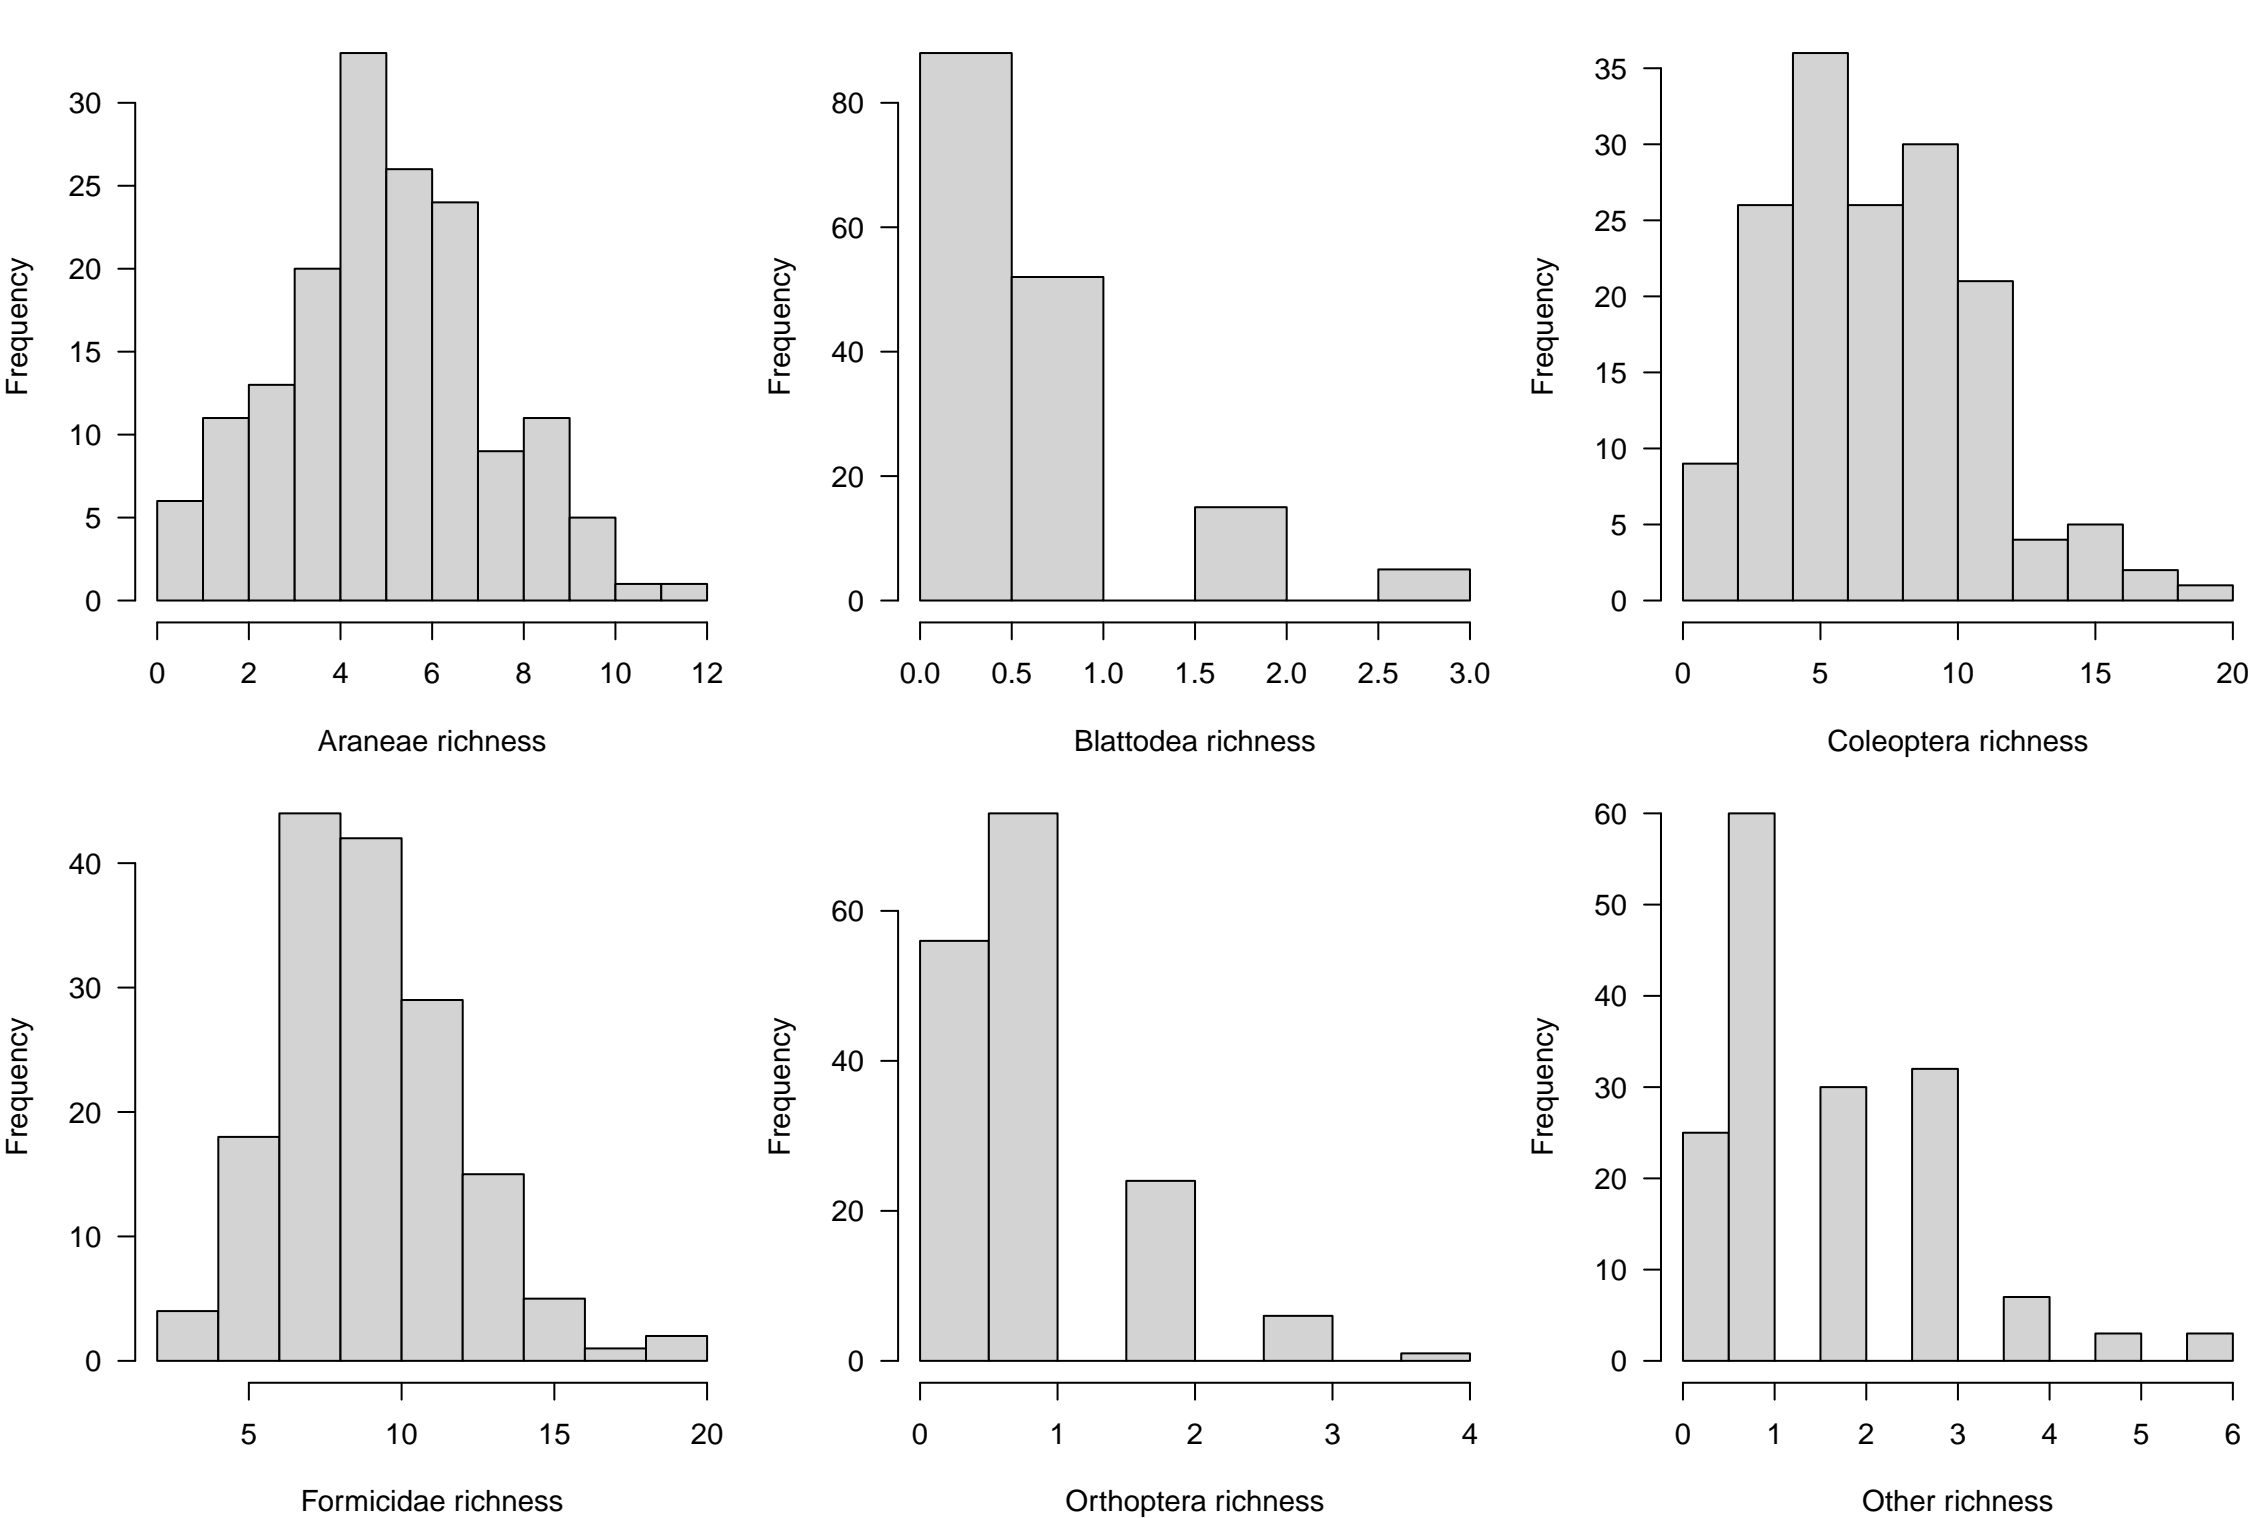 Frequency
30
25
20
15
10
5
0
0 2 4 6 8 10 12
Araneae richness
Frequency
80
60
40
20
0
0.0 0.5 1.0 1.5 2.0 2.5 3.0
Blattodea richness
Frequency
35
30
25
20
15
10
5
0
0 5 10 15 20
Coleoptera richness
Frequency
40
30
20
10
0
5 10 15 20
Formicidae richness
Frequency
60
40
20
0
0 1 2 3 4
Orthoptera richness
Frequency
60
50
40
30
20
10
0
0 1 2 3 4 5 6
Other richness